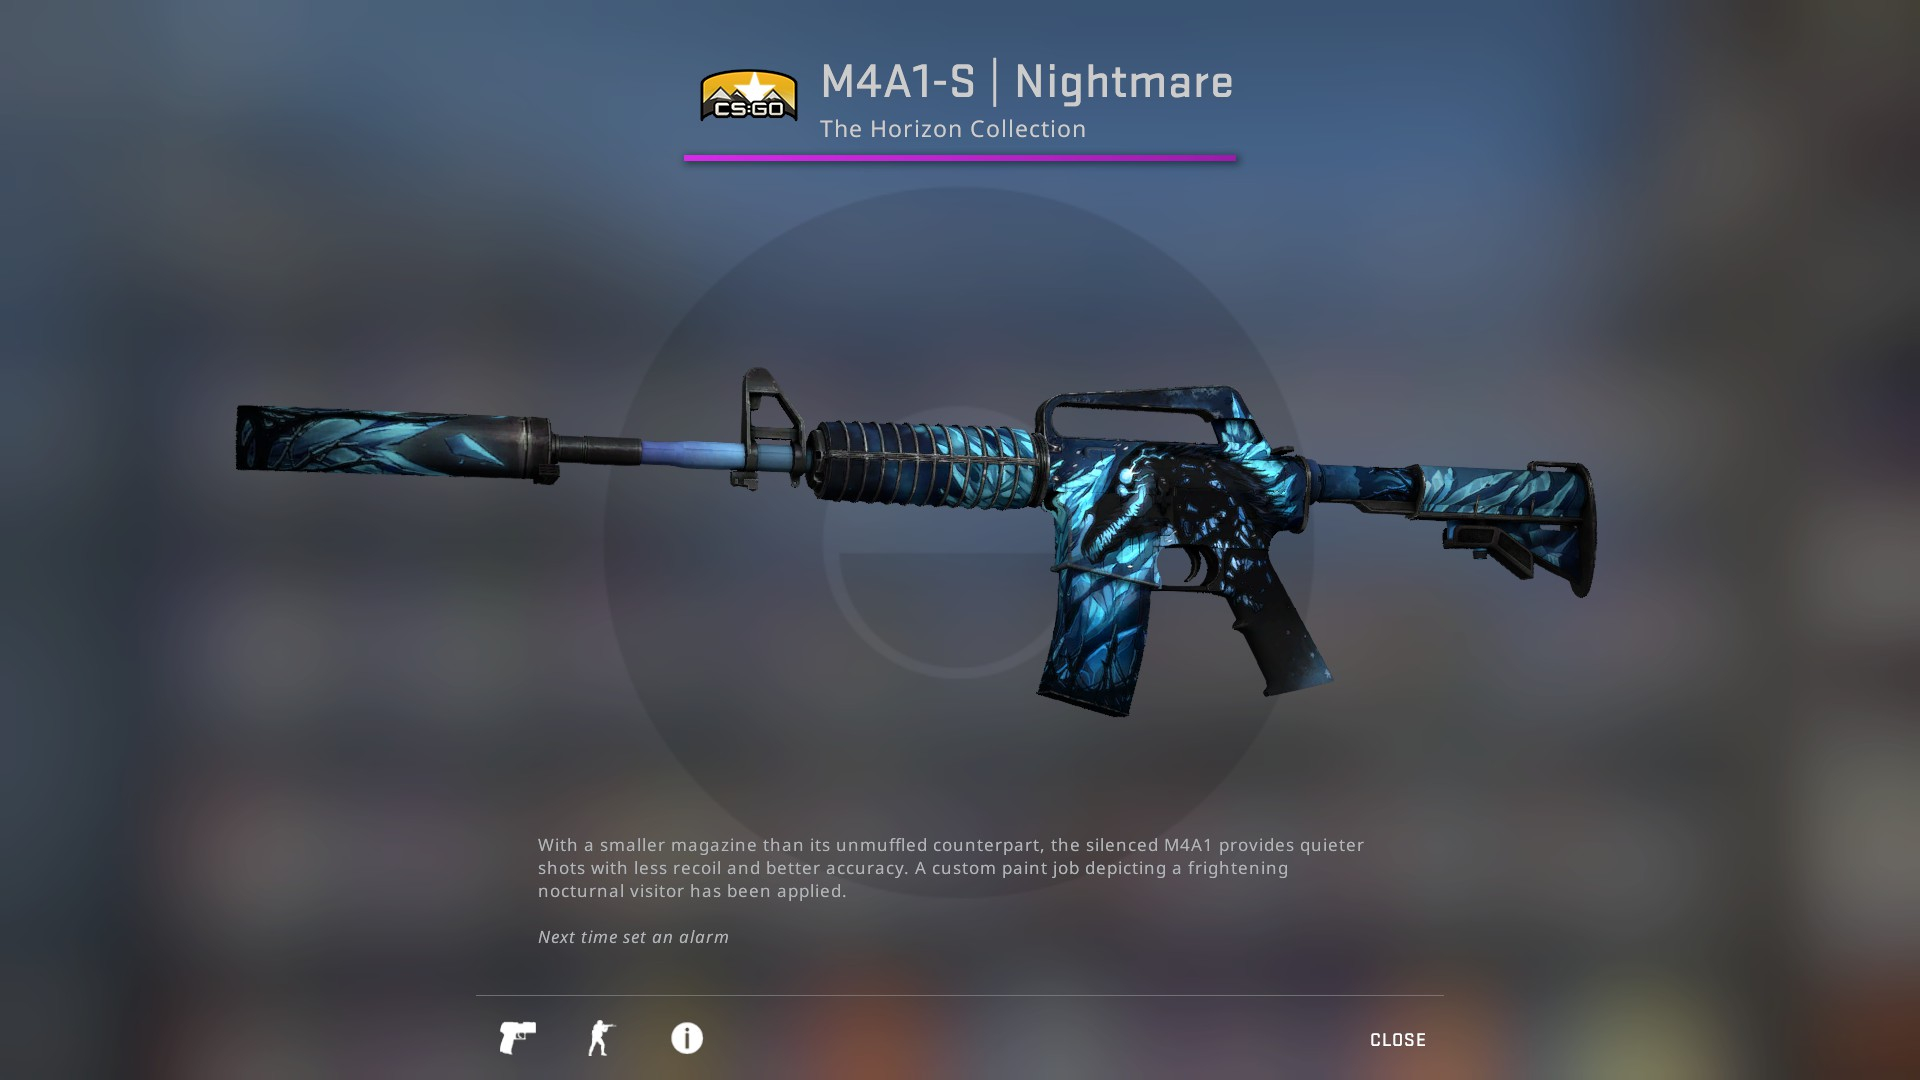 CS:GO
M4A1-S | Nightmare
The Horizon Collection
With a smaller magazine than its unmuffled counterpart, the silenced M4A1 provides quieter
shots with less recoil and better accuracy. A custom paint job depicting a frightening
nocturnal visitor has been applied.
Next time set an alarm
CLOSE